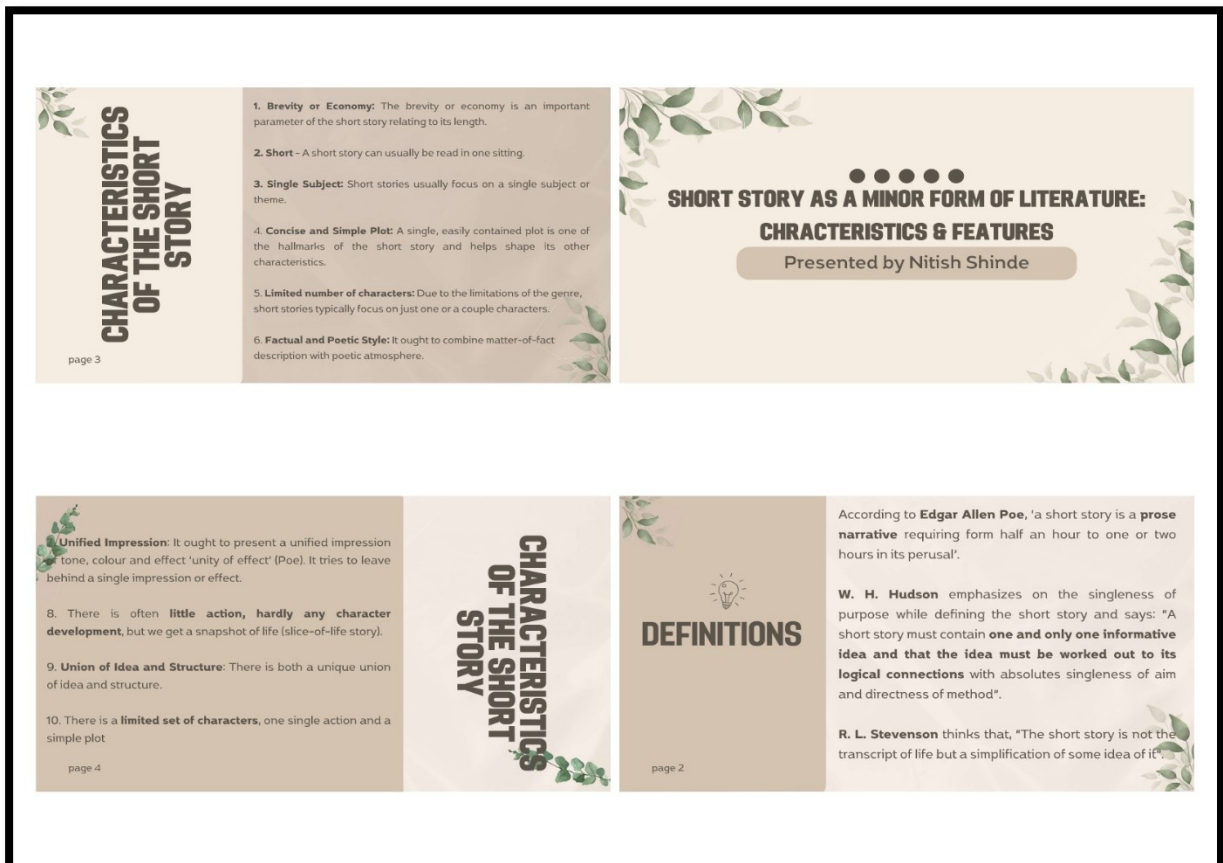 CHARACTERISTICS
OF THE SHORT
STORY
page 3
1. Brevity or Economy: The brevity or economy is an important
parameter of the short story relating to its length.
2. Short – A short story can usually be read in one sitting.
3. Single Subject: Short stories usually focus on a single subject or
theme.
4. Concise and Simple Plot: A single, easily contained plot is one of
the hallmarks of the short story and helps shape its other
characteristics.
5. Limited number of characters: Due to the limitations of the genre,
short stories typically focus on just one or a couple characters.
6. Factual and Poetic Style: It ought to combine matter-of-fact
description with poetic atmosphere.
SHORT STORY AS A MINOR FORM OF LITERATURE:
CHRACTERISTICS & FEATURES
Presented by Nitish Shinde
Unified Impression: It ought to present a unified impression
tone, colour and effect 'unity of effect' (Poe). It tries to leave
behind a single impression or effect.
8. There is often little action, hardly any character
development, but we get a snapshot of life (slice-of-life story).
9. Union of Idea and Structure: There is both a unique union
of idea and structure.
10. There is a limited set of characters, one single action and a
simple plot
page 4
CHARACTERISTICS
OF THE SHORT
STORY
DEFINITIONS
page 2
According to Edgar Allen Poe, 'a short story is a prose
narrative requiring form half an hour to one or two
hours in its perusal'.
W. H. Hudson emphasizes on the singleness of
purpose while defining the short story and says: "A
short story must contain one and only one informative
idea and that the idea must be worked out to its
logical connections with absolutes singleness of aim
and directness of method".
R. L. Stevenson thinks that, "The short story is not the
transcript of life but a simplification of some idea of if".